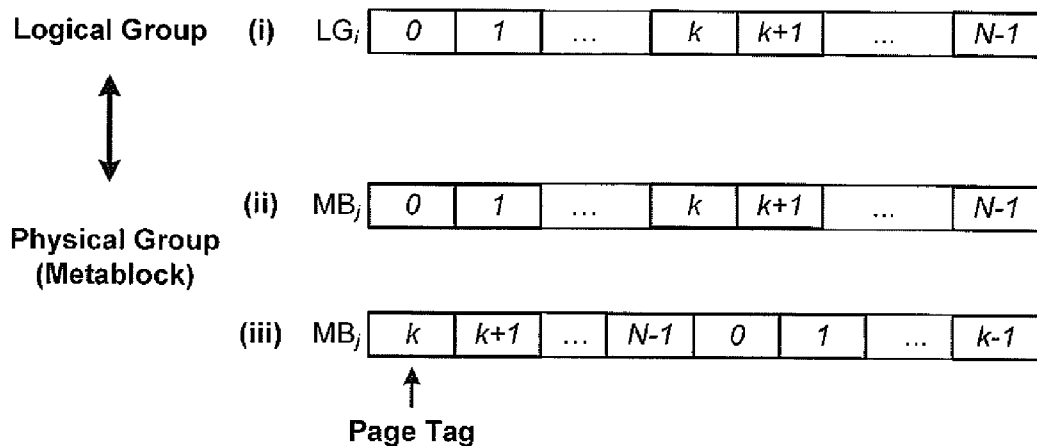 Logical Group (i) LGi 0 1 ... k k+1 ... N-1
(ii) MBj 0 1 ... k k+1 ... N-1
Physical Group
(Metablock)
(iii) MBj k k+1 ... N-1 0 1 ... k-1
Page Tag